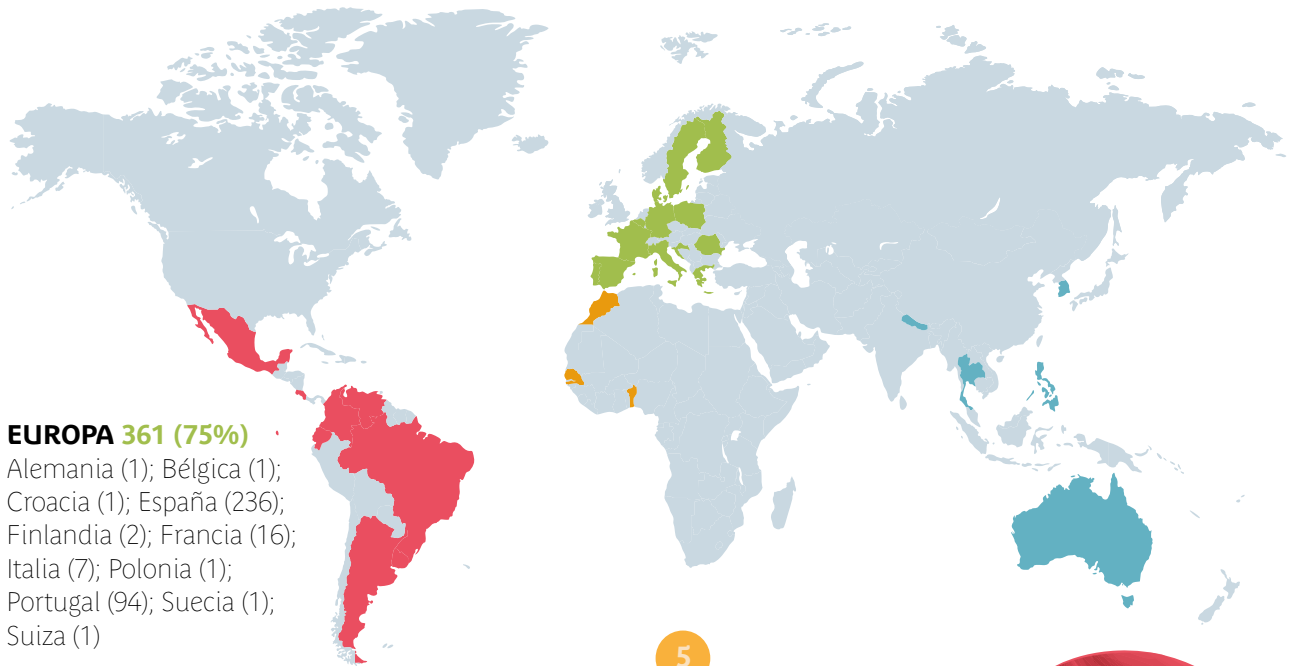 EUROPA 361 (75%)
Alemania (1); Bélgica (1);
Croacia (1); España (236);
Finlandia (2); Francia (16);
Italia (7); Polonia (1);
Portugal (94); Suecia (1);
Suiza (1)
5